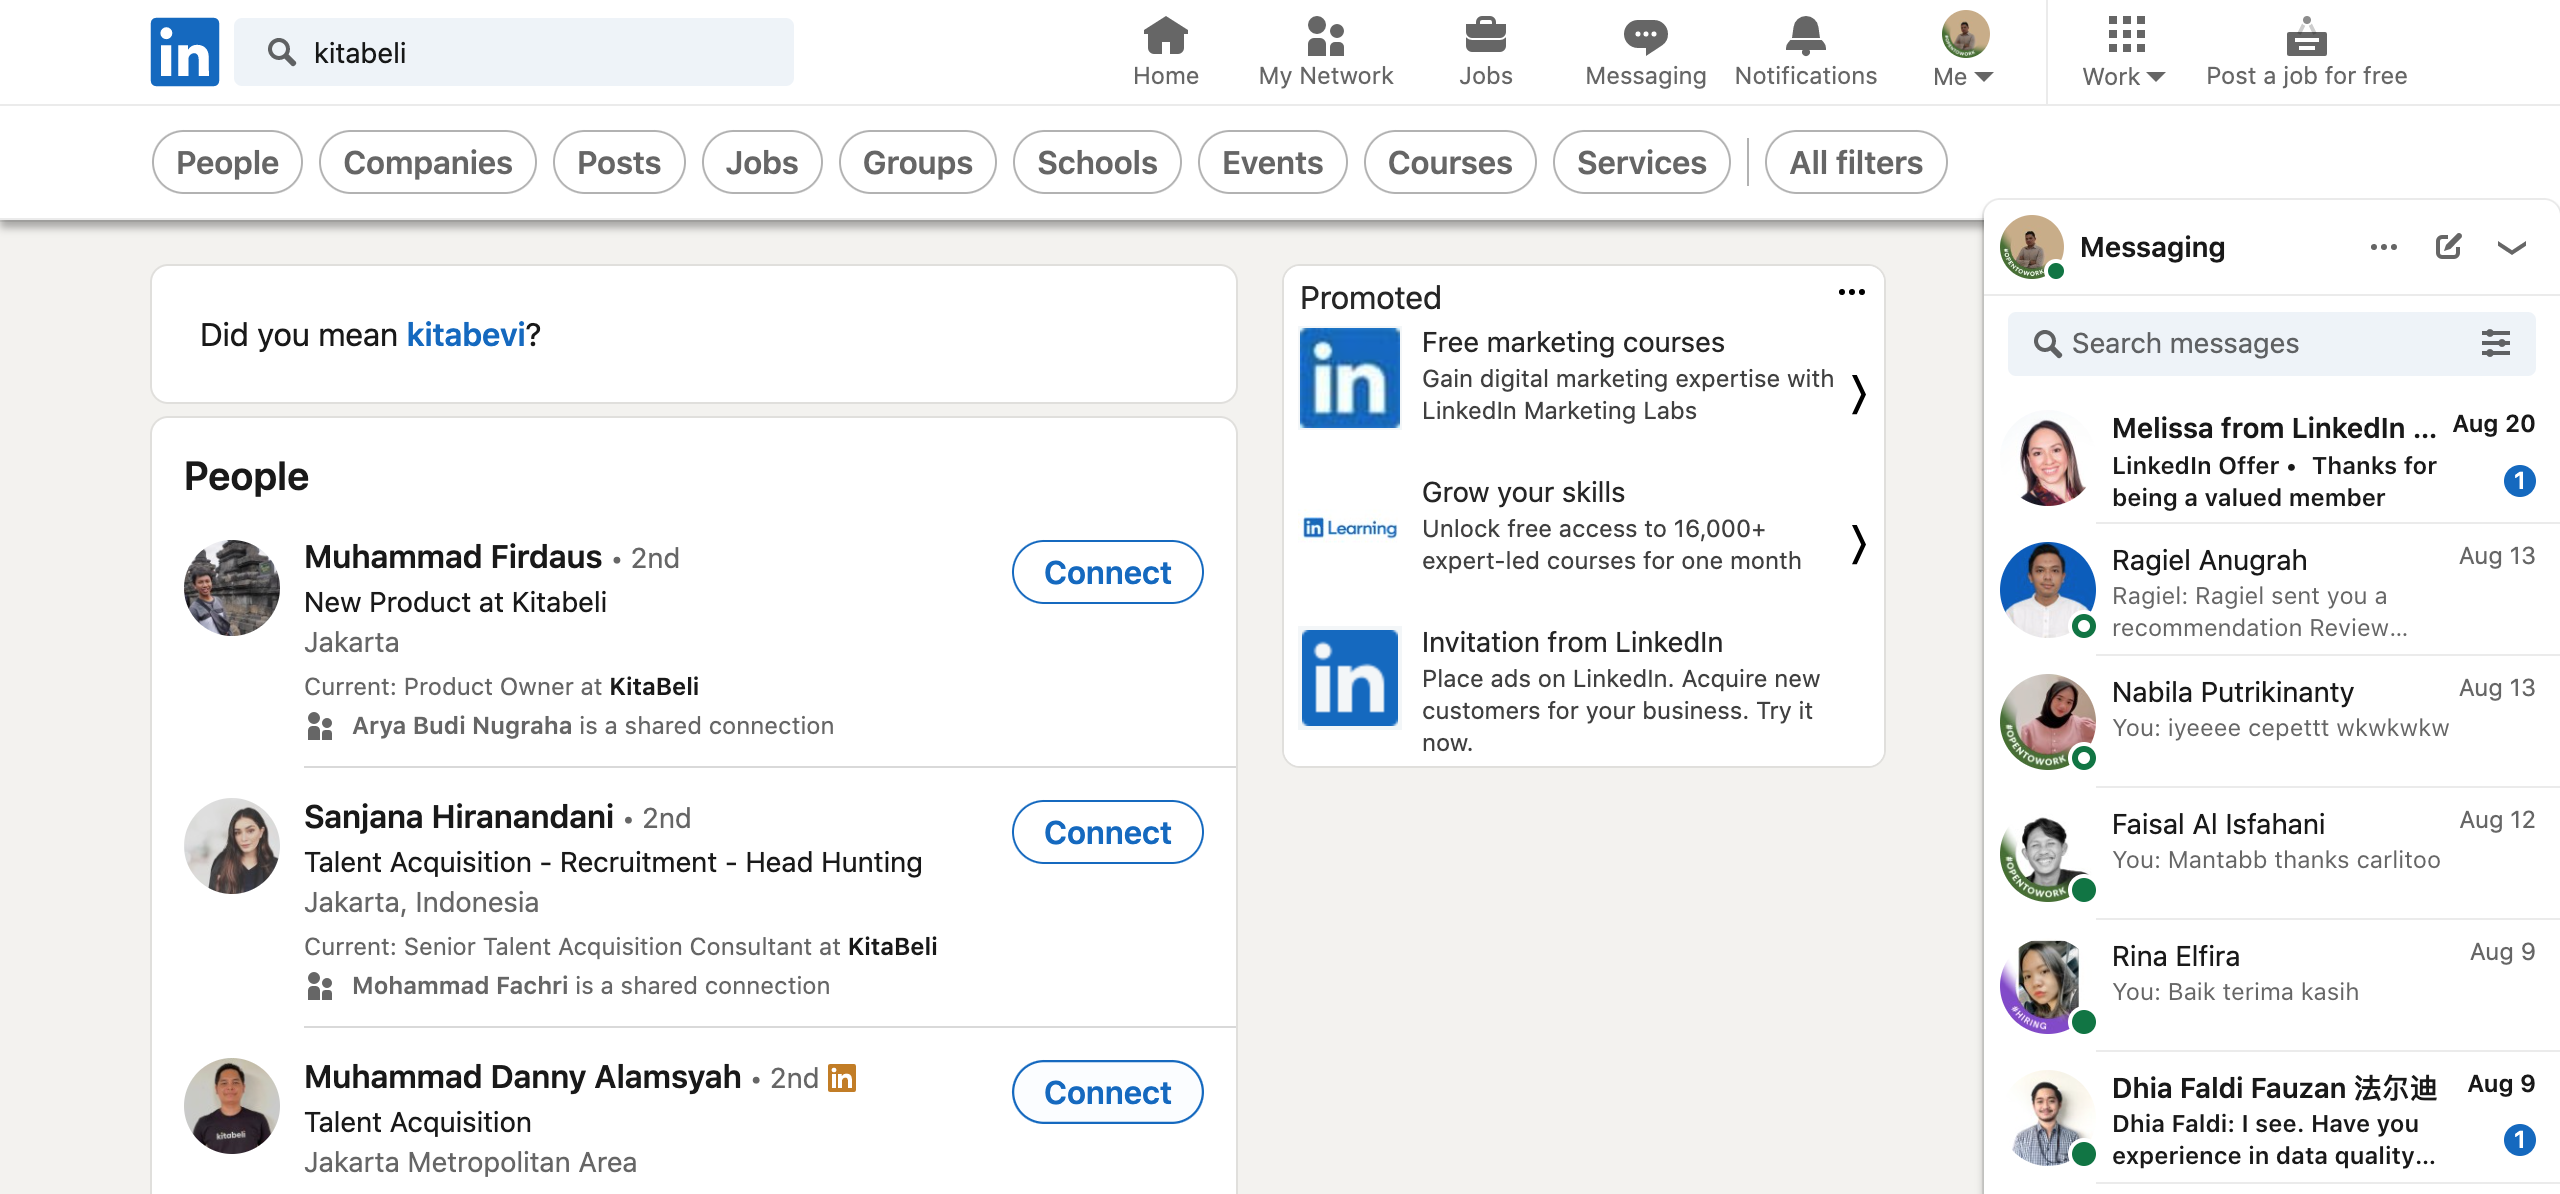 in
kitabeli
Home
My Network
Jobs
Messaging
Notifications
Me
Work
Post a job for free
People
Companies
Posts
Jobs
Groups
Schools
Events
Courses
Services
All filters
Did you mean kitabevi?
People
Muhammad Firdaus • 2nd
New Product at Kitabeli
Jakarta
Current: Product Owner at KitaBeli
Arya Budi Nugraha is a shared connection
Connect
Sanjana Hiranandani • 2nd
Talent Acquisition - Recruitment - Head Hunting
Jakarta, Indonesia
Current: Senior Talent Acquisition Consultant at KitaBeli
Mohammad Fachri is a shared connection
Connect
kitabeli
Muhammad Danny Alamsyah • 2nd in
Talent Acquisition
Jakarta Metropolitan Area
Connect
Promoted
in
Free marketing courses
Gain digital marketing expertise with
LinkedIn Marketing Labs
in Learning
Grow your skills
Unlock free access to 16,000+
expert-led courses for one month
in
Invitation from LinkedIn
Place ads on LinkedIn. Acquire new
customers for your business. Try it
now.
#OPENTOWORK
Messaging
Search messages
Melissa from LinkedIn ... Aug 20
LinkedIn Offer • Thanks for
being a valued member
1
Ragiel Anugrah Aug 13
Ragiel: Ragiel sent you a
recommendation Review...
#OPENTOWORK
Nabila Putrikinanty Aug 13
You: iyeeee cepettt wkwkwkw
#OPENTOWORK
Faisal Al Isfahani Aug 12
You: Mantabb thanks carlitoo
#HIRING
Rina Elfira Aug 9
You: Baik terima kasih
Dhia Faldi Fauzan 法尔迪 Aug 9
Dhia Faldi: I see. Have you
experience in data quality...
1